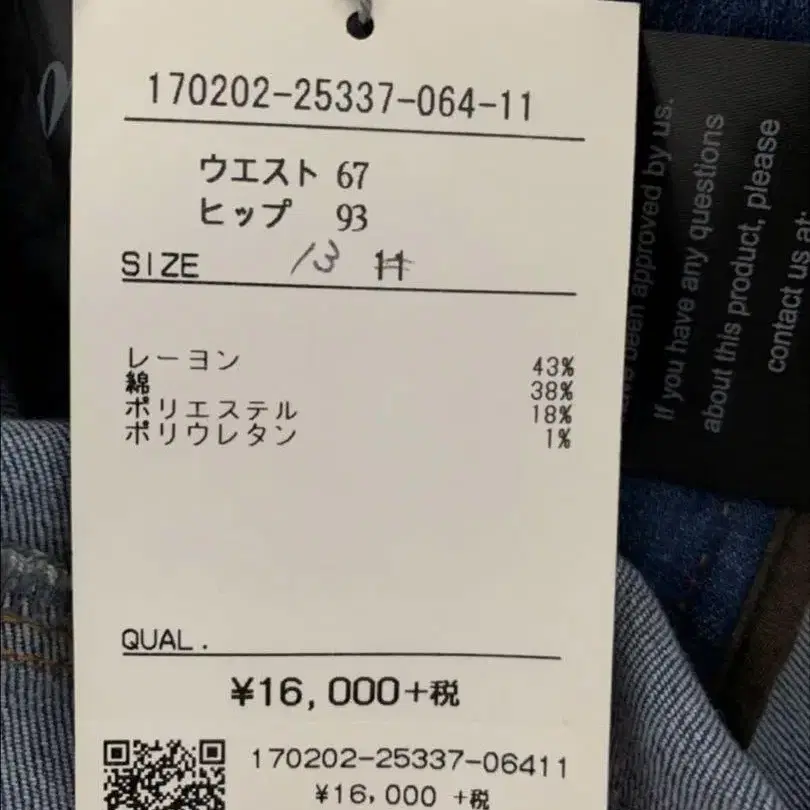 170202-25337-064-11
ウエスト 67
ヒップ 93
SIZE 13 11
レーヨン 43%
綿 38%
ポリエステル 18%
ポリウレタン 1%
QUAL.
¥16,000+税
170202-25337-06411
¥16,000 +税
been approved by us.
If you have any questions
about this product, please
contact us at